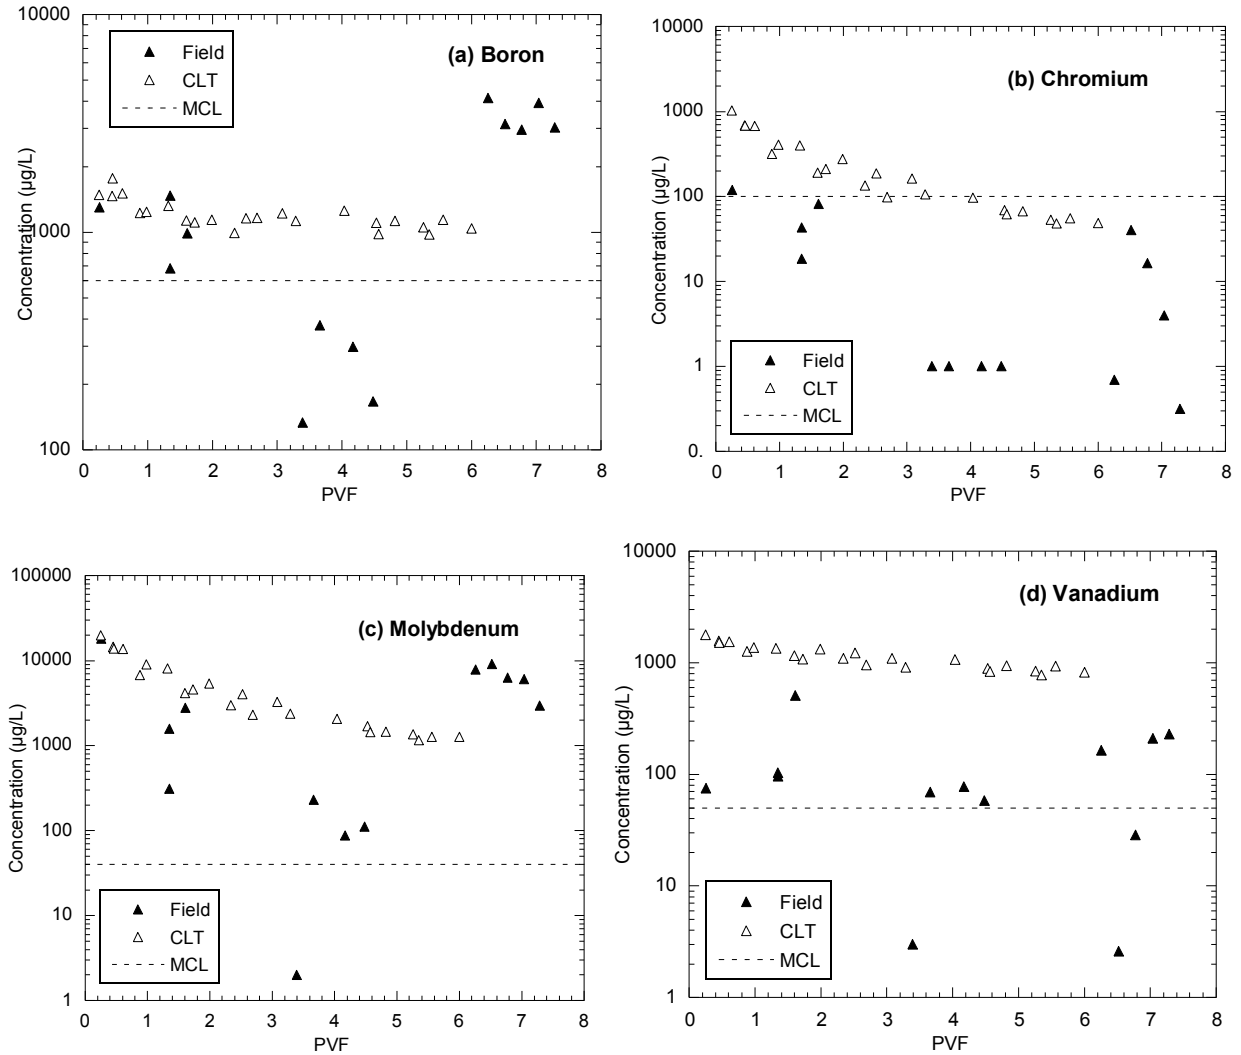 (a) Boron
Field
CLT
MCL
Concentration (µg/L)
10000
1000
100
0 1 2 3 4 5 6 7 8
PVF
(b) Chromium
Concentration (µg/L)
10000
1000
100
10
1
0.
Field
CLT
MCL
0 1 2 3 4 5 6 7 8
PVF
(c) Molybdenum
Concentration (µg/L)
100000
10000
1000
100
10
1
Field
CLT
MCL
0 1 2 3 4 5 6 7 8
PVF
(d) Vanadium
Concentration (µg/L)
10000
1000
100
10
1
Field
CLT
MCL
0 1 2 3 4 5 6 7 8
PVF